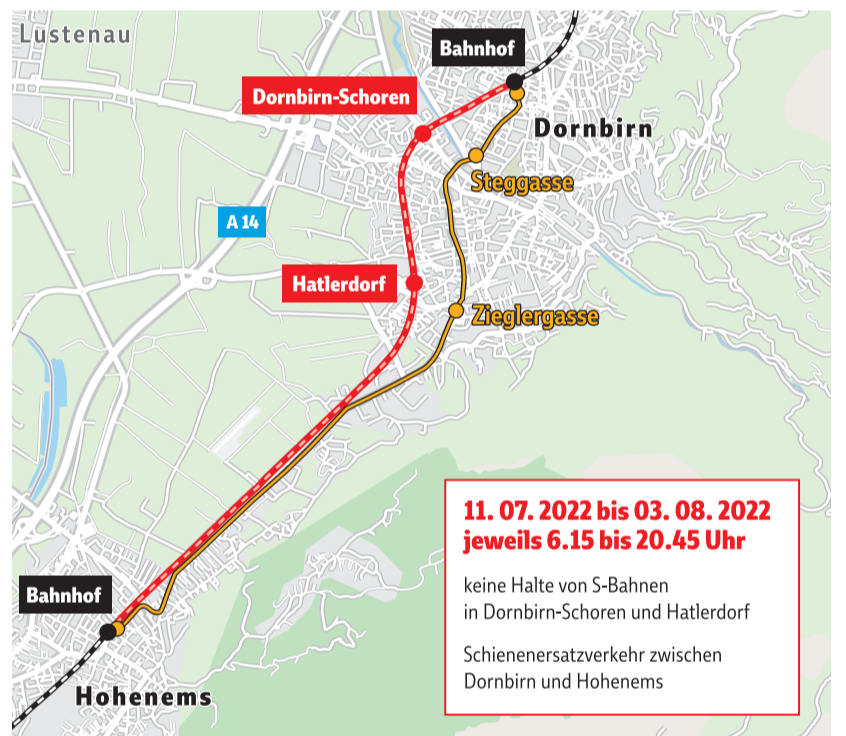 Lustenau
Bahnhof
Dornbirn-Schoren
Dornbirn
Steggasse
A 14
Hatlerdorf
Zieglergasse
11. 07. 2022 bis 03. 08. 2022
jeweils 6.15 bis 20.45 Uhr
keine Halte von S-Bahnen
in Dornbirn-Schoren und Hatlerdorf
Schienenersatzverkehr zwischen
Dornbirn und Hohenems
Bahnhof
Hohenems